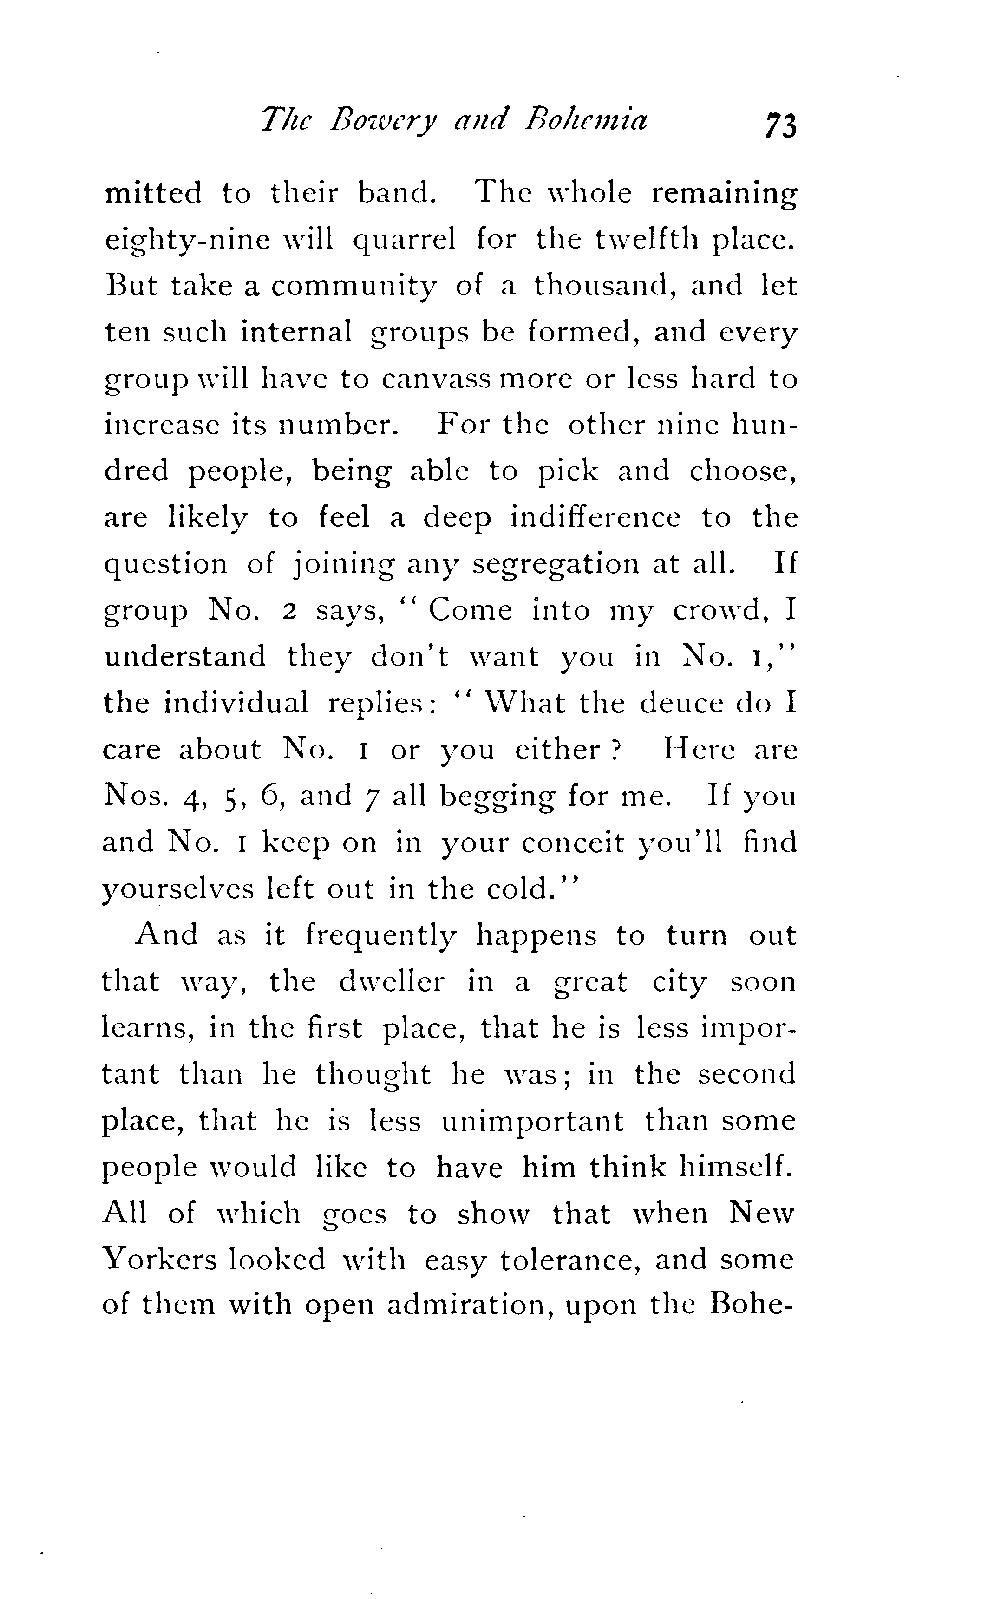 The Bowery and Bohemia 73
mitted to their band. The whole remaining
eighty-nine will quarrel for the twelfth place.
But take a community of a thousand, and let
ten such internal groups be formed, and every
group will have to canvass more or less hard to
increase its number. For the other nine hun-
dred people, being able to pick and choose,
are likely to feel a deep indifference to the
question of joining any segregation at all. If
group No. 2 says, “ Come into my crowd, I
understand they don't want you in No. 1,”
the individual replies: “ What the deuce do I
care about No. 1 or you either ? Here are
Nos. 4, 5, 6, and 7 all begging for me. If you
and No. 1 keep on in your conceit you'll find
yourselves left out in the cold.”
And as it frequently happens to turn out
that way, the dweller in a great city soon
learns, in the first place, that he is less impor-
tant than he thought he was; in the second
place, that he is less unimportant than some
people would like to have him think himself.
All of which goes to show that when New
Yorkers looked with easy tolerance, and some
of them with open admiration, upon the Bohe-